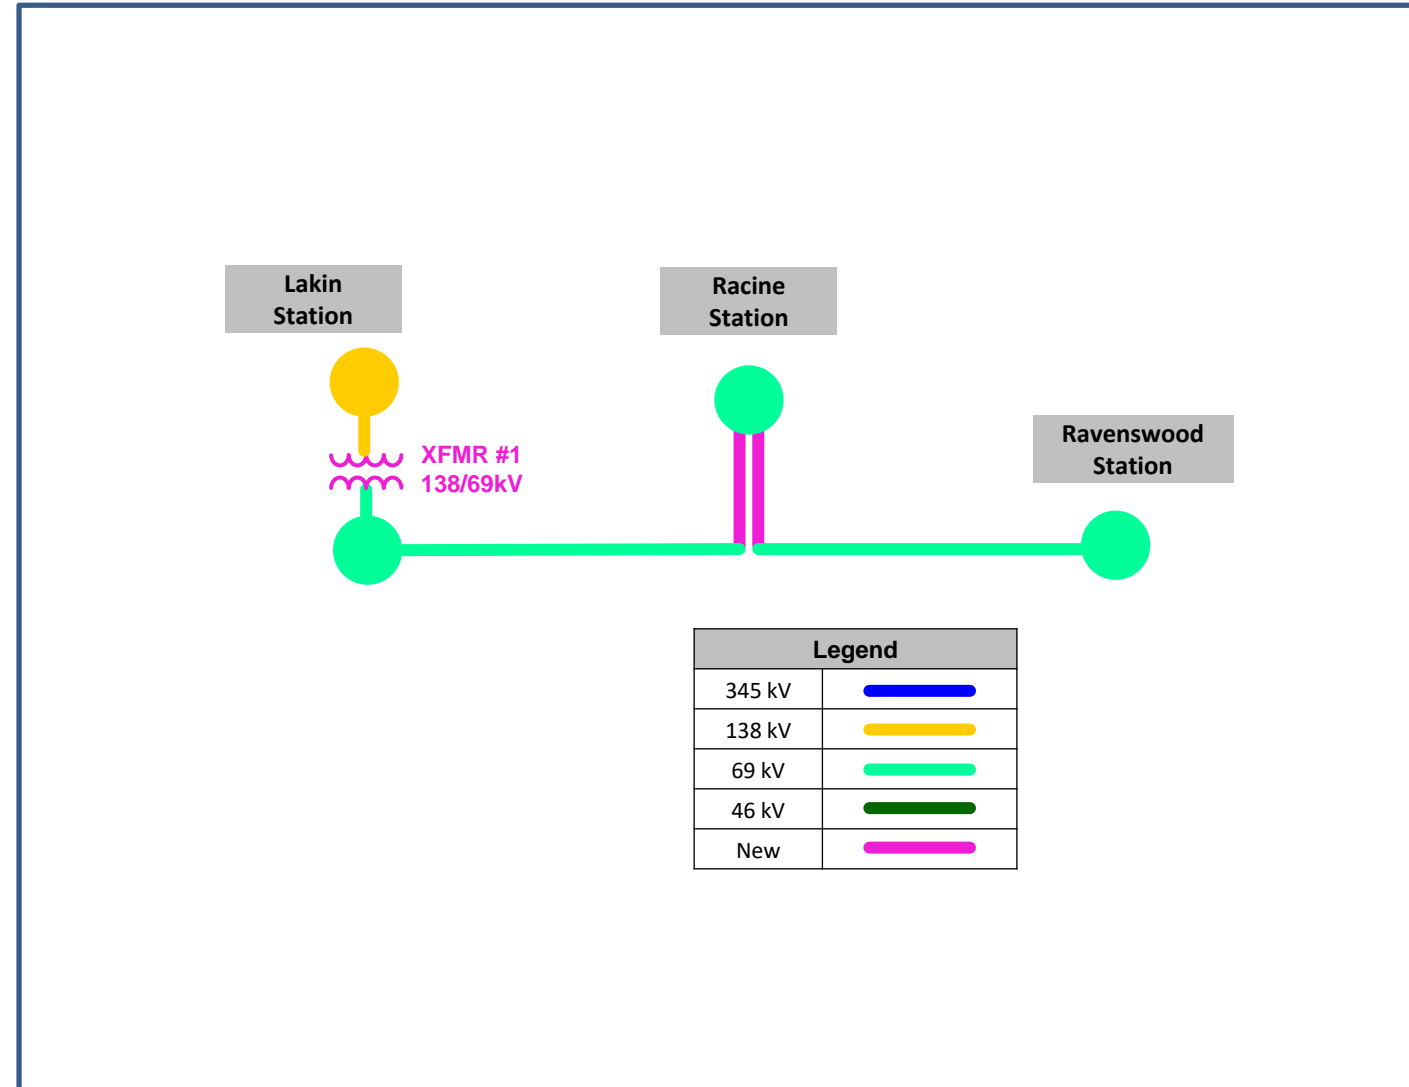 Lakin
Station
Racine
Station
Ravenswood
Station
XFMR #1
138/69kV
Legend
345 kV
138 kV
69 kV
46 kV
New